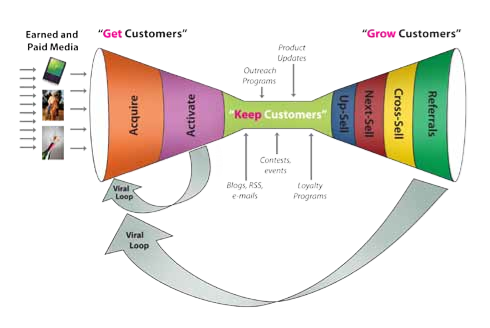 Earned and
Paid Media
"Get Customers"
"Grow Customers"
Product
Updates
Outreach
Programs
Acquire
Activate
"Keep Customers"
Up-Sell
Next-Sell
Cross-Sell
Referrals
Contests,
events
Blogs, RSS,
e-mails
Loyalty
Programs
Viral
Loop
Viral
Loop